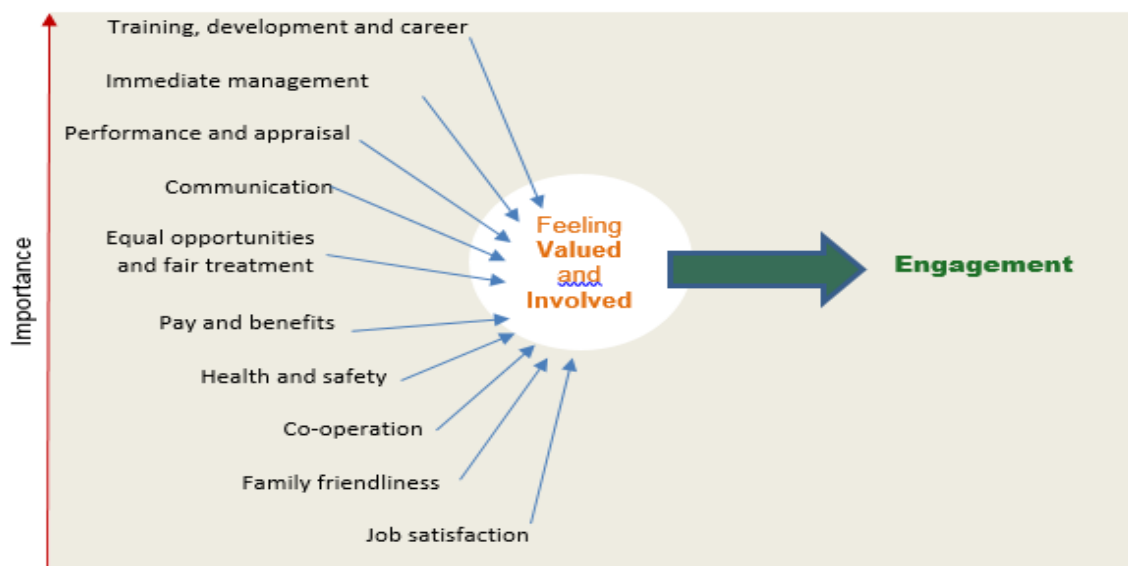 Training, development and career
Immediate management
Performance and appraisal
Communication
Equal opportunities
and fair treatment
Pay and benefits
Health and safety
Co-operation
Family friendliness
Job satisfaction
Importance
Feeling
Valued
and
Involved
Engagement